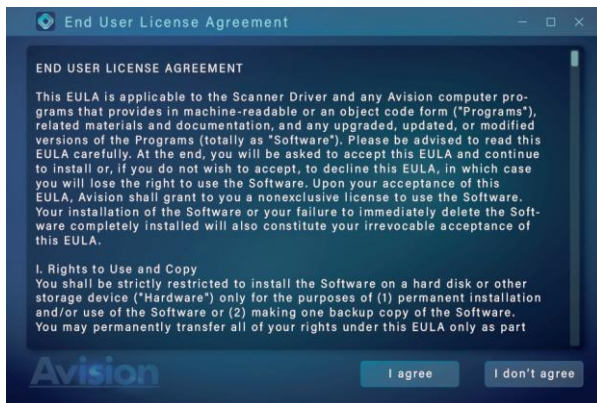 End User License Agreement
END USER LICENSE AGREEMENT
This EULA is applicable to the Scanner Driver and any Avision computer pro-
grams that provides in machine-readable or an object code form ("Programs"),
related materials and documentation, and any upgraded, updated, or modified
versions of the Programs (totally as "Software"). Please be advised to read this
EULA carefully. At the end, you will be asked to accept this EULA and continue
to install or, if you do not wish to accept, to decline this EULA, in which case
you will lose the right to use the Software. Upon your acceptance of this
EULA, Avision shall grant to you a nonexclusive license to use the Software.
Your installation of the Software or your failure to immediately delete the Soft-
ware completely installed will also constitute your irrevocable acceptance of
this EULA.
I. Rights to Use and Copy
You shall be strictly restricted to install the Software on a hard disk or other
storage device ("Hardware") only for the purposes of (1) permanent installation
and/or use of the Software or (2) making one backup copy of the Software.
You may permanently transfer all of your rights under this EULA only as part
Avision
I agree
I don't agree